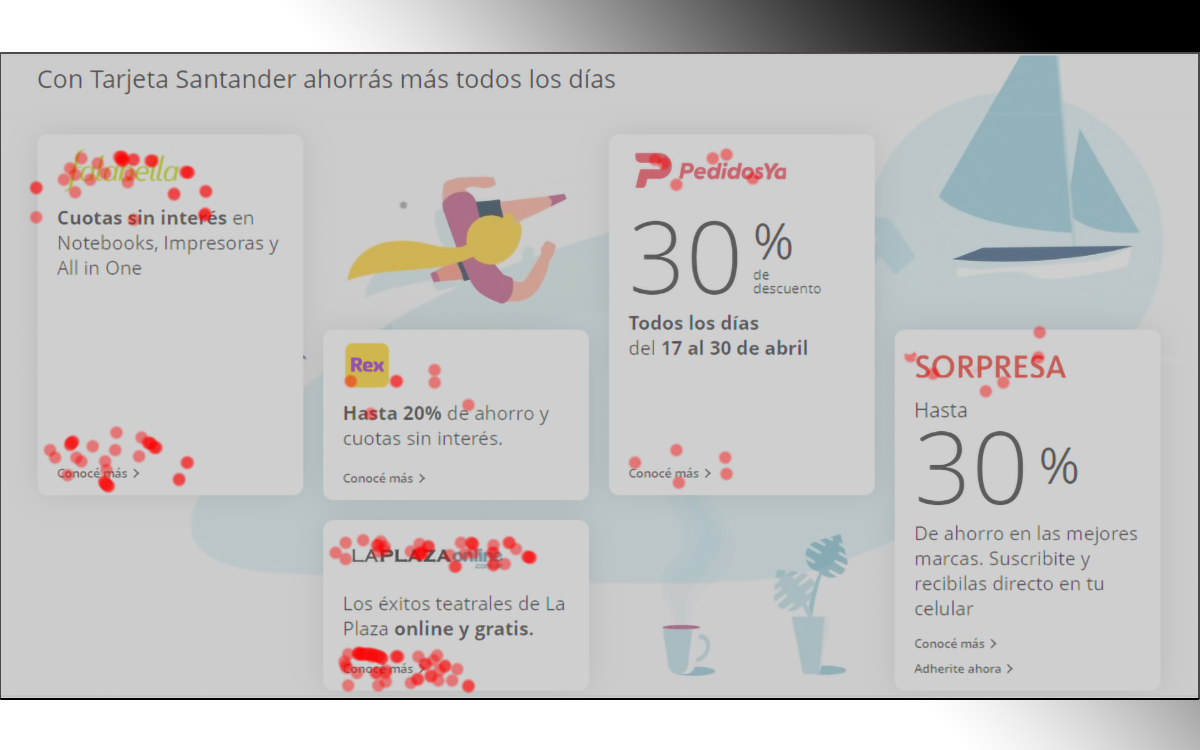 Con Tarjeta Santander ahorrás más todos los días
falabella
Cuotas sin interés en
Notebooks, Impresoras y
All in One
Conocé más >
Rex
Hasta 20% de ahorro y
cuotas sin interés.
Conocé más >
LAPLAZAonline
Los éxitos teatrales de La
Plaza online y gratis.
Conocé más >
PedidosYa
30%
de
descuento
Todos los días
del 17 al 30 de abril
Conocé más >
SORPRESA
Hasta
30%
De ahorro en las mejores
marcas. Suscribite y
recibilas directo en tu
celular
Conocé más >
Adherite ahora >